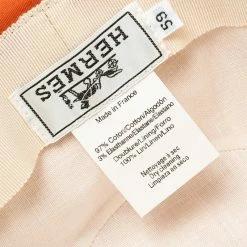 HERMES
59
Made in France
97% Coton/Cotton/Algodón
3% Elasthanne/Elastane/Elastano
Doublure/Lining/Forro
100% Lin/Linen/Lino
Nettoyage à sec
Dry cleaning
Limpieza en seco